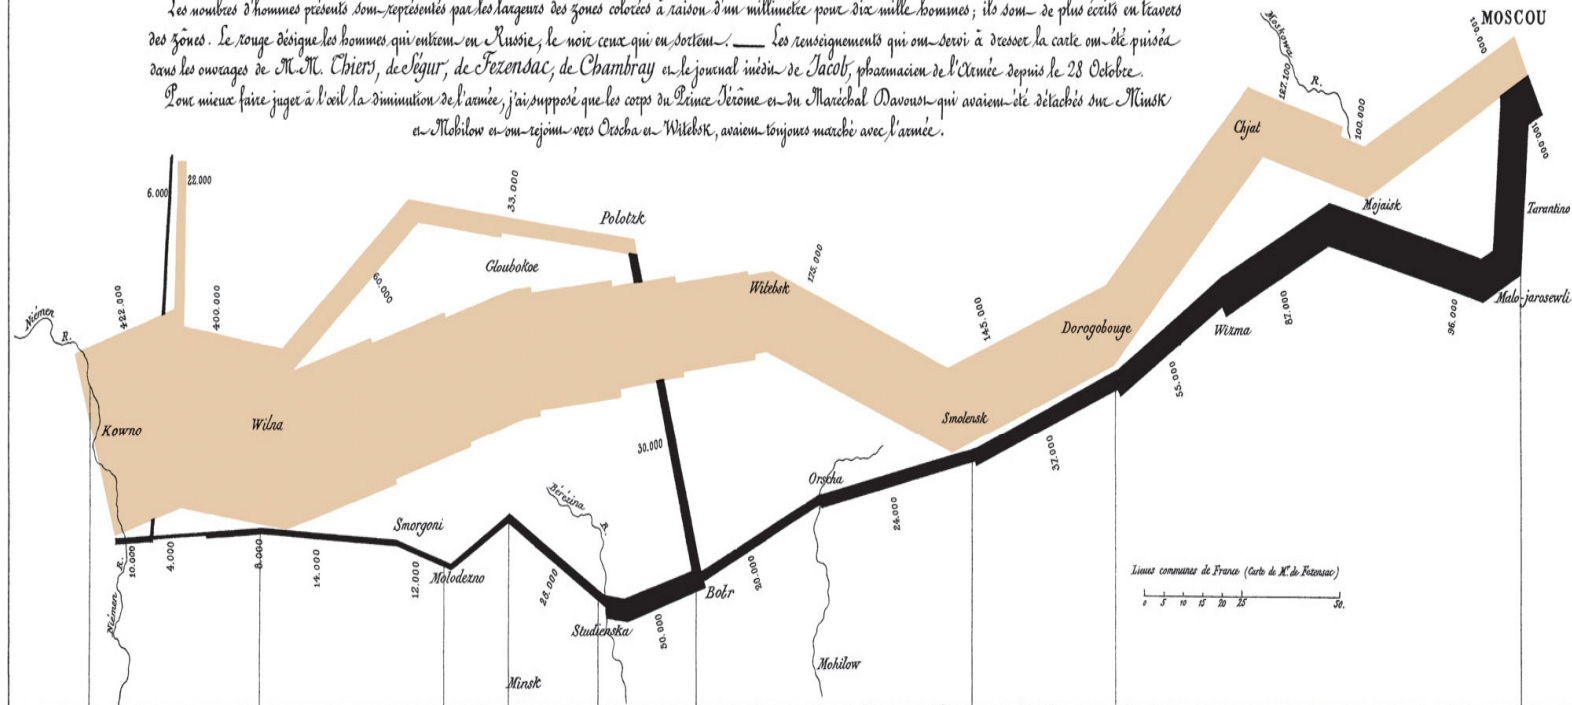 Les nombres d'hommes présents sont représentés par les largeurs des zones colorées à raison d'un millimètre pour dix mille hommes; ils sont de plus écrits en travers
des zônes. Le rouge désigne les hommes qui entrent en Russie, le noir ceux qui en sortent. — Les renseignements qui ont servi à dresser la carte ont été puisés
dans les ouvrages de M.M. Thiers, de Ségur, de Fezensac, de Chambray et le journal inédit de Jacob, pharmacien de l'Armée depuis le 28 Octobre.
Pour mieux faire juger à l'œil la diminution de l'armée, j'ai supposé que les corps du Prince Jérôme et du Maréchal Davoust qui avaient été détachés sur Minsk
et Mohilow et ont rejoint vers Orscha et Witebsk, avaient toujours marché avec l'armée.
MOSCOU
100.000
Moskowa
R.
127.100
100.000
Chjat
Mojaisk
100.000
Tarantino
Malo-jarosewli
96.000
87.000
Wizma
55.000
Dorogobouge
145.000
Smolensk
37.000
175.000
Witebsk
Polotzk
33.000
Gloubokoe
60.000
22.000
6.000
400.000
422.000
Niémen
R.
Kowno
Wilna
30.000
Orscha
24.000
Bérézina
R.
Smorgoni
Molodezno
Botr
20.000
50.000
Studienska
28.000
12.000
14.000
8.000
4.000
10.000
R.
Niémen
Minsk
Mohilow
Lieues communes de France (Carte de M. de Fezensac)
0 5 10 15 20 25 50.